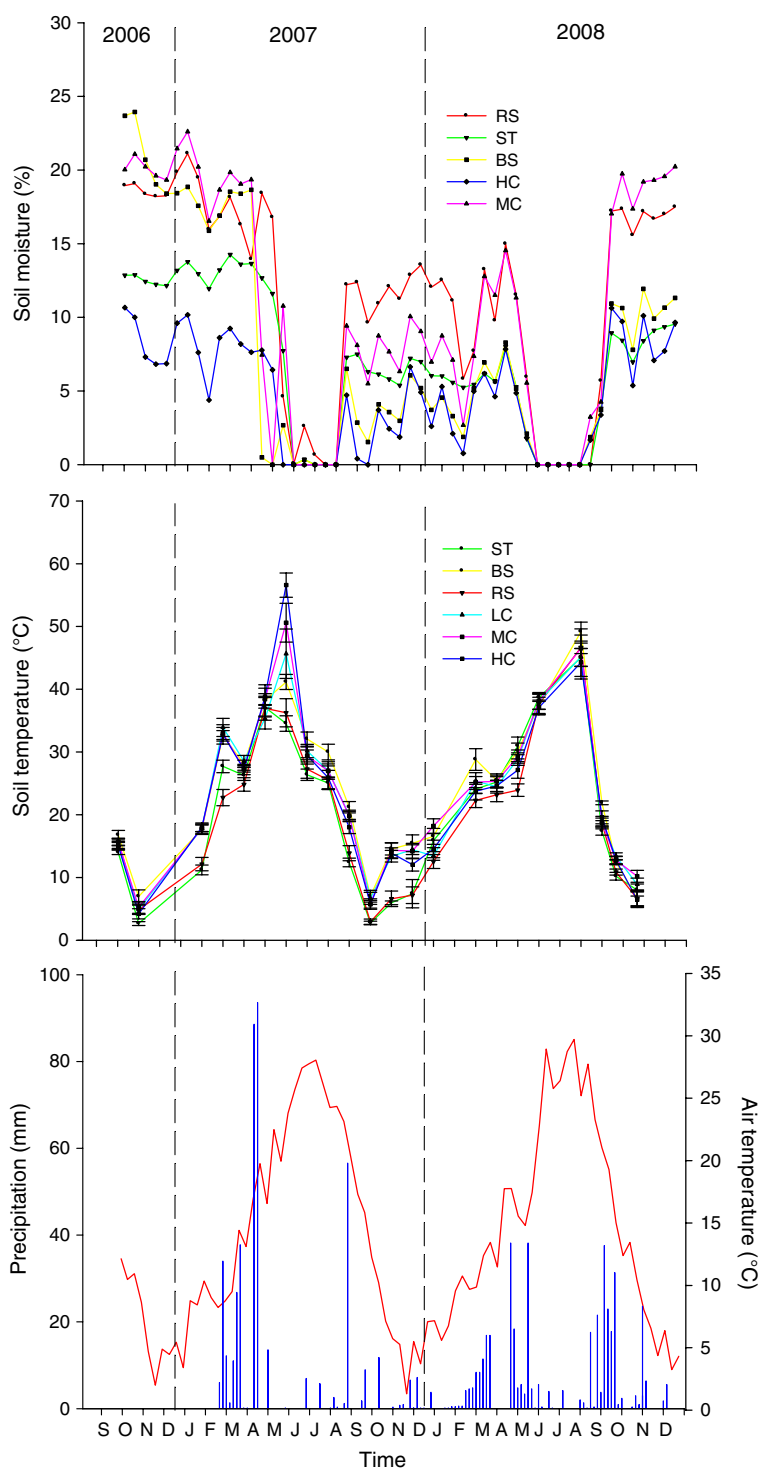 2006 2007 2008
Soil moisture (%)
30
25
20
15
10
5
0
RS
ST
BS
HC
MC
Soil temperature (°C)
70
60
50
40
30
20
10
0
ST
BS
RS
LC
MC
HC
Precipitation (mm)
100
80
60
40
20
0
Air temperature (°C)
35
30
25
20
15
10
5
0
S O N D J F M A M J J A S O N D J F M A M J J A S O N D
Time